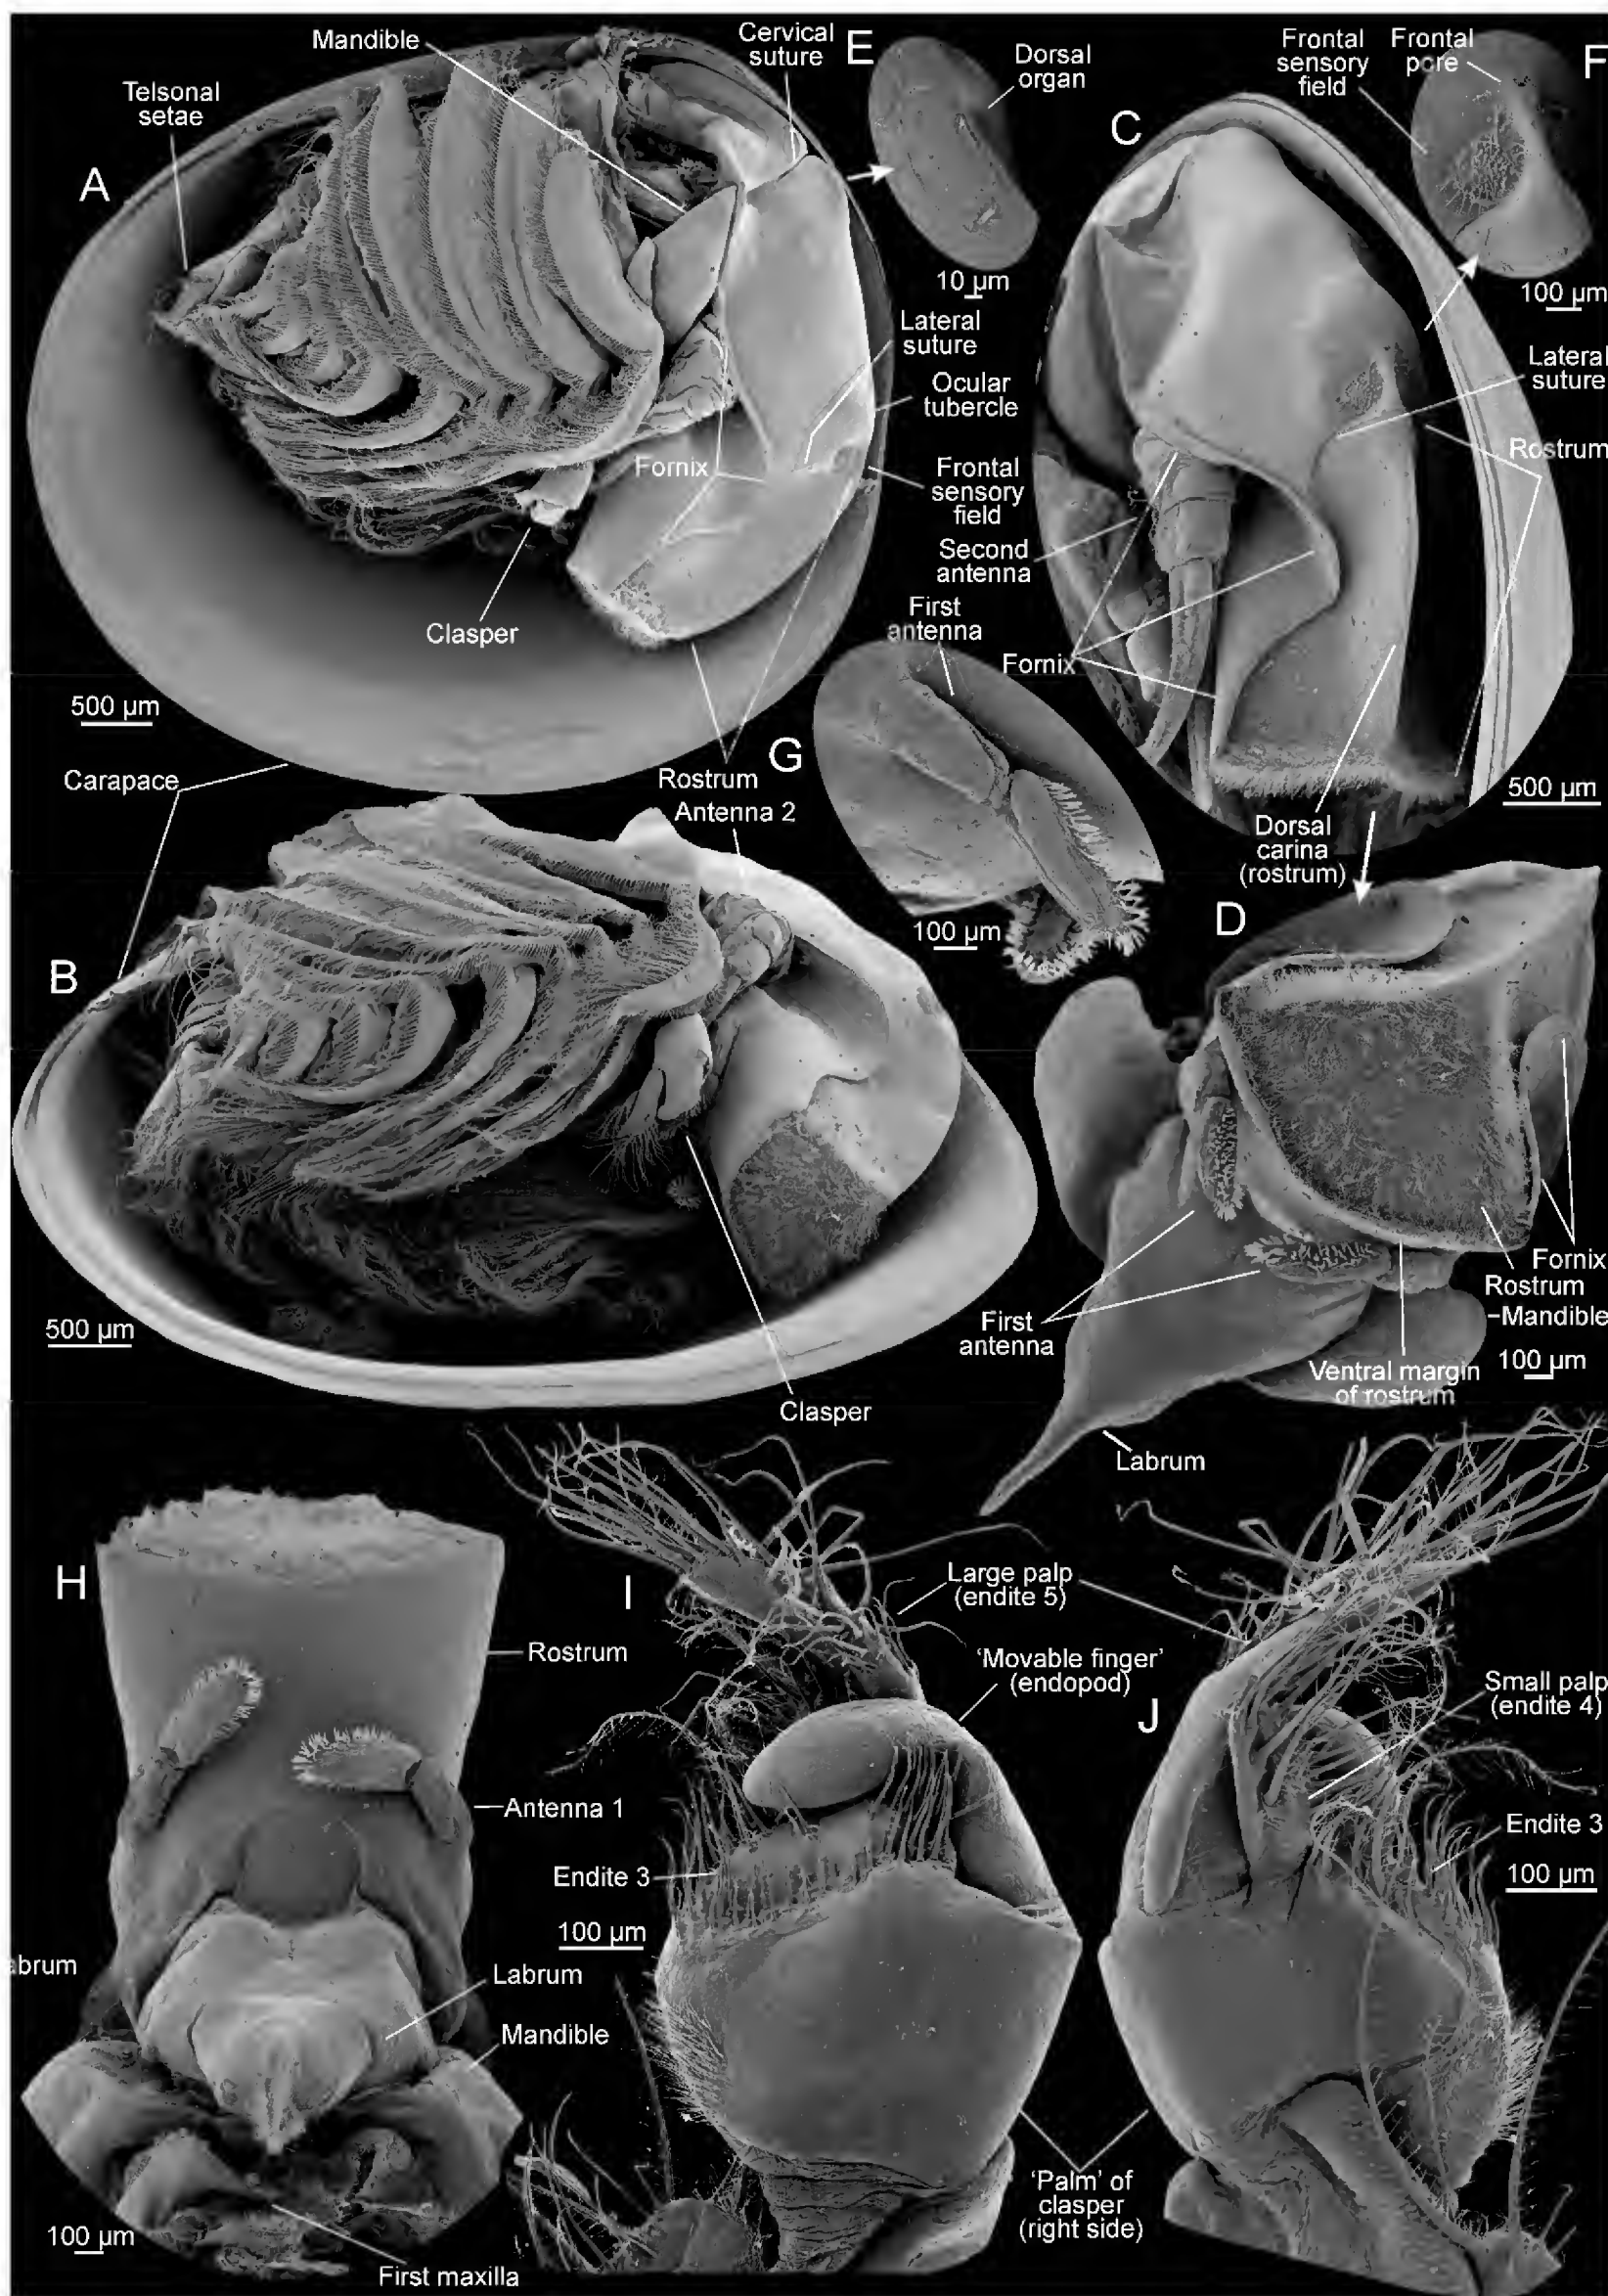 A
Telsonal
setae
Mandible
Cervical
suture
E
Dorsal
organ
10 µm
Lateral
suture
Ocular
tubercle
Fornix
Frontal
sensory
field
Clasper
500 µm
Carapace
Rostrum
C
Frontal
sensory
field
Frontal
pore
F
100 µm
Lateral
suture
Rostrum
Second
antenna
Fornix
500 µm
Dorsal
carina
(rostrum)
First
antenna
G
100 µm
B
Antenna 2
500 µm
Clasper
D
Fornix
Rostrum
Mandible
100 µm
First
antenna
Ventral margin
of rostrum
Labrum
H
Rostrum
Antenna 1
abrum
Labrum
Mandible
100 µm
First maxilla
I
Large palp
(endite 5)
'Movable finger'
(endopod)
Endite 3
100 µm
'Palm' of
clasper
(right side)
J
Small palp
(endite 4)
Endite 3
100 µm